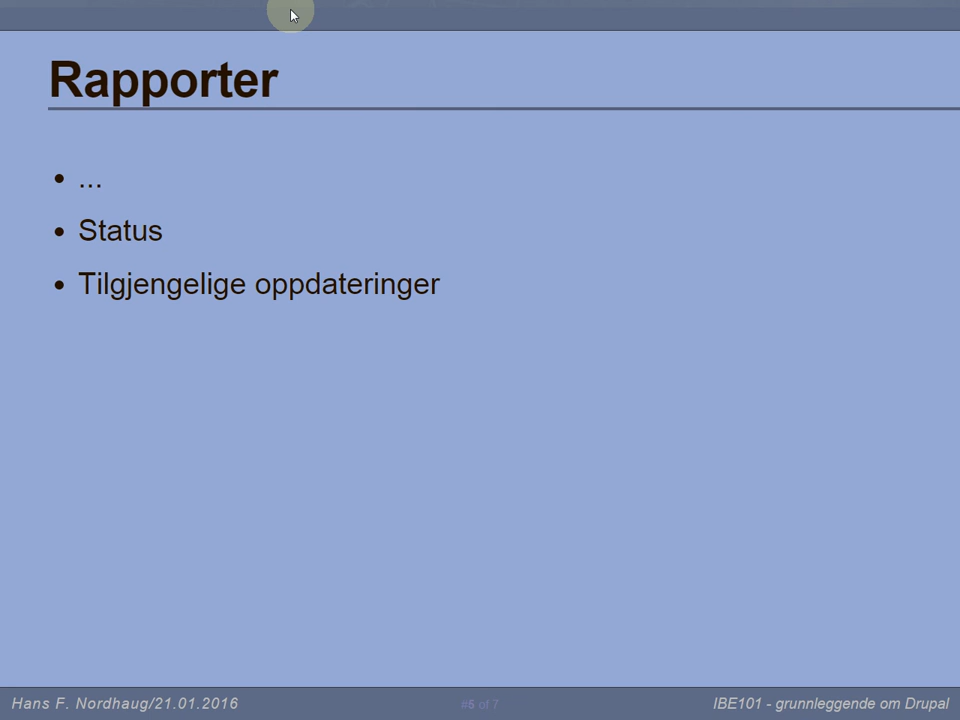 Rapporter
• ...
• Status
• Tilgjengelige oppdateringer
Hans F. Nordhaug/21.01.2016
#6 of 7
IBE101 - grunnleggende om Drupal